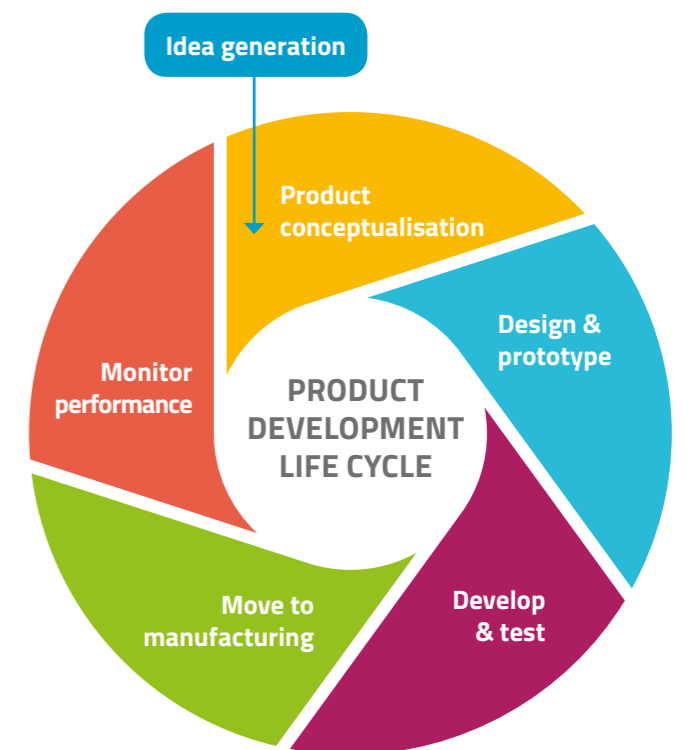 Idea generation
Product
conceptualisation
Design &
prototype
Develop
& test
Move to
manufacturing
Monitor
performance
PRODUCT
DEVELOPMENT
LIFE CYCLE